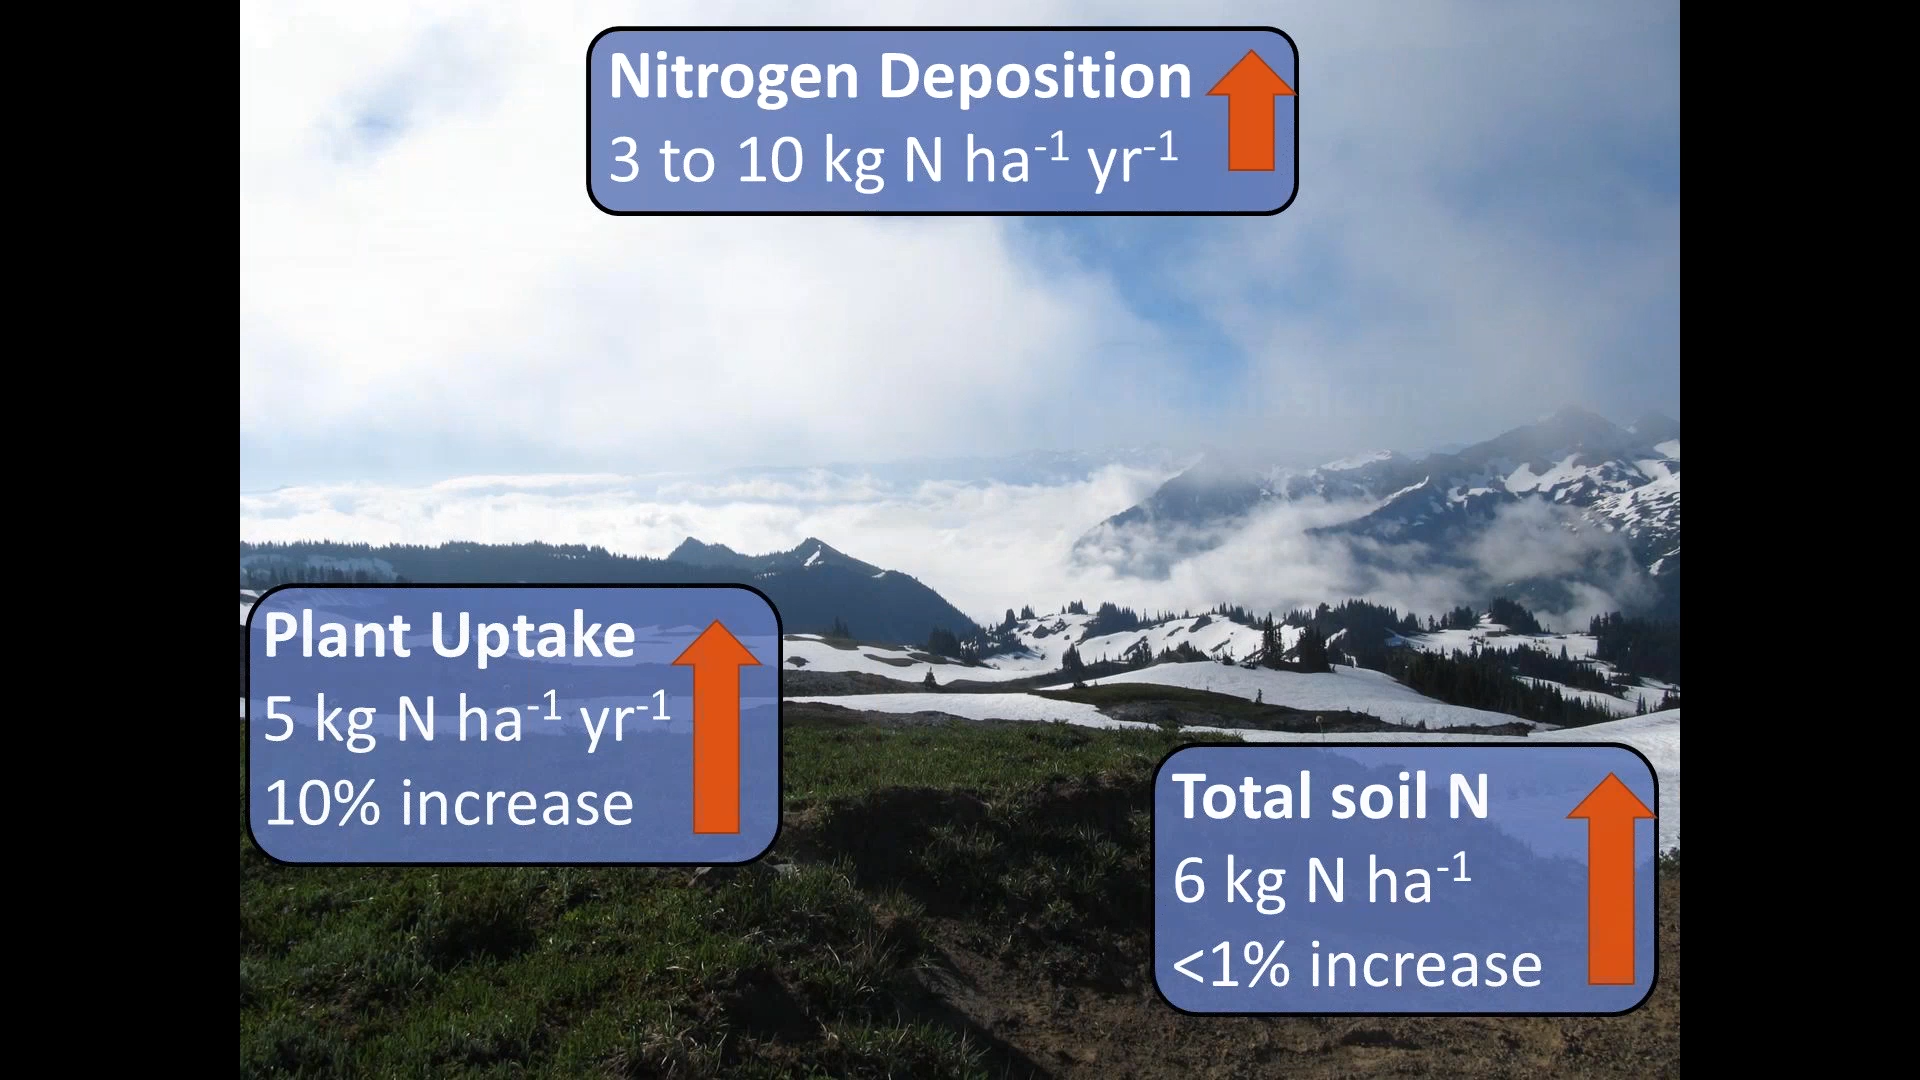 Nitrogen Deposition
3 to 10 kg N ha⁻¹ yr⁻¹
Plant Uptake
5 kg N ha⁻¹ yr⁻¹
10% increase
Total soil N
6 kg N ha⁻¹
<1% increase